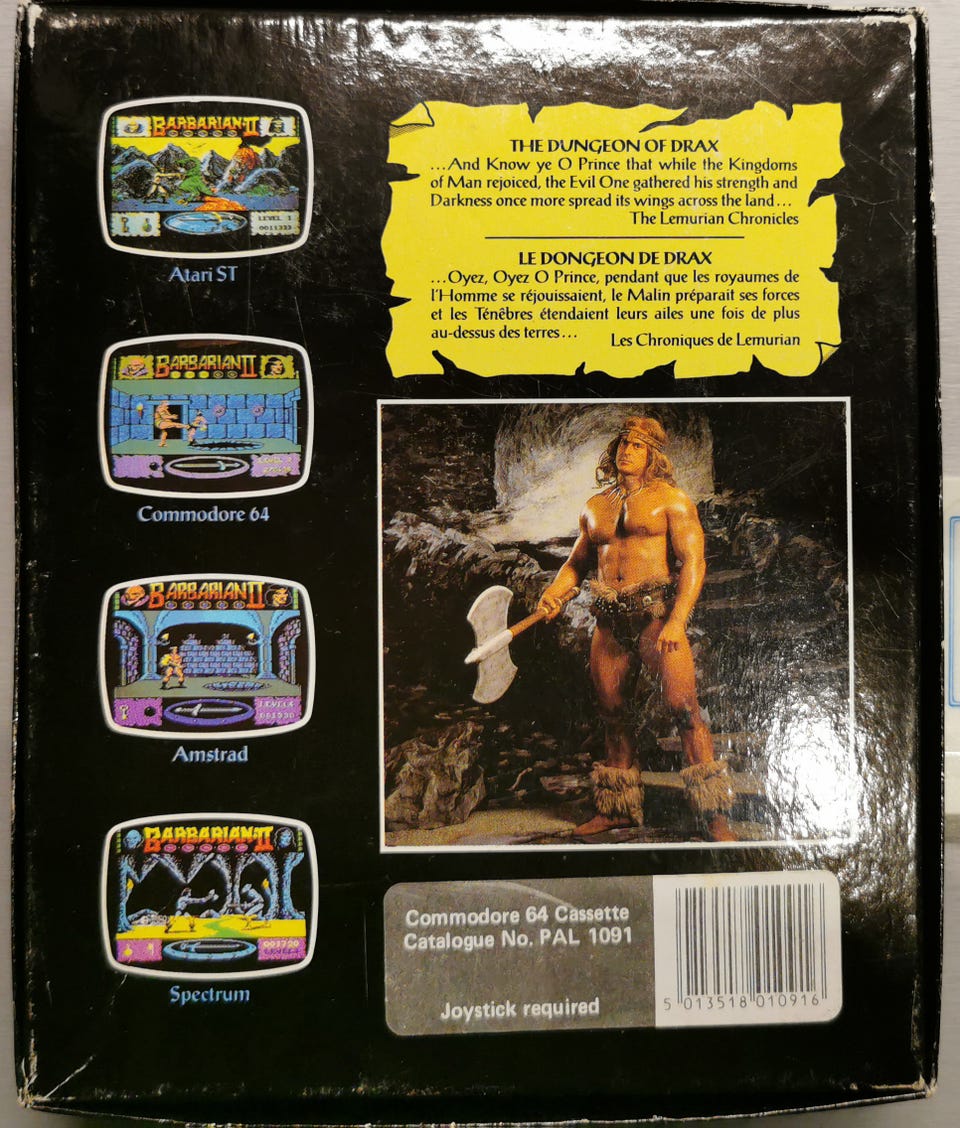 BARBARIAN II
LEVEL 1
Atari ST
BARBARIAN II
Commodore 64
BARBARIAN II
Amstrad
BARBARIAN II
Spectrum
THE DUNGEON OF DRAX
...And Know ye O Prince that while the Kingdoms
of Man rejoiced, the Evil One gathered his strength and
Darkness once more spread its wings across the land...
The Lemurian Chronicles
LE DONGEON DE DRAX
...Oyez, Oyez O Prince, pendant que les royaumes de
l'Homme se réjouissaient, le Malin préparait ses forces
et les Ténêbres étendaient leurs ailes une fois de plus
au-dessus des terres...
Les Chroniques de Lemurian
Commodore 64 Cassette
Catalogue No. PAL 1091
Joystick required
5 013518 010916